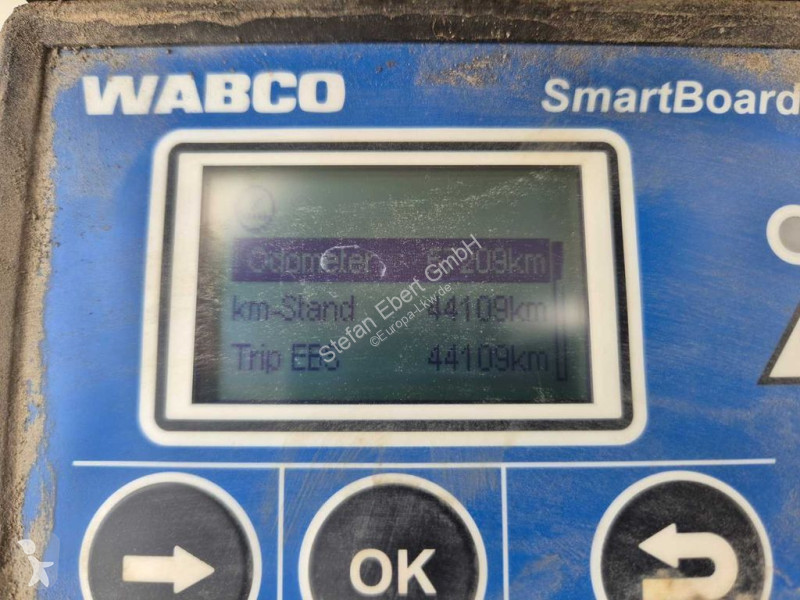 WABCO SmartBoard
Odometer
km-Stand 44109km
Trip EBS 44109km
Stefan Ebert GmbH
©Europa-Lkw.de
OK